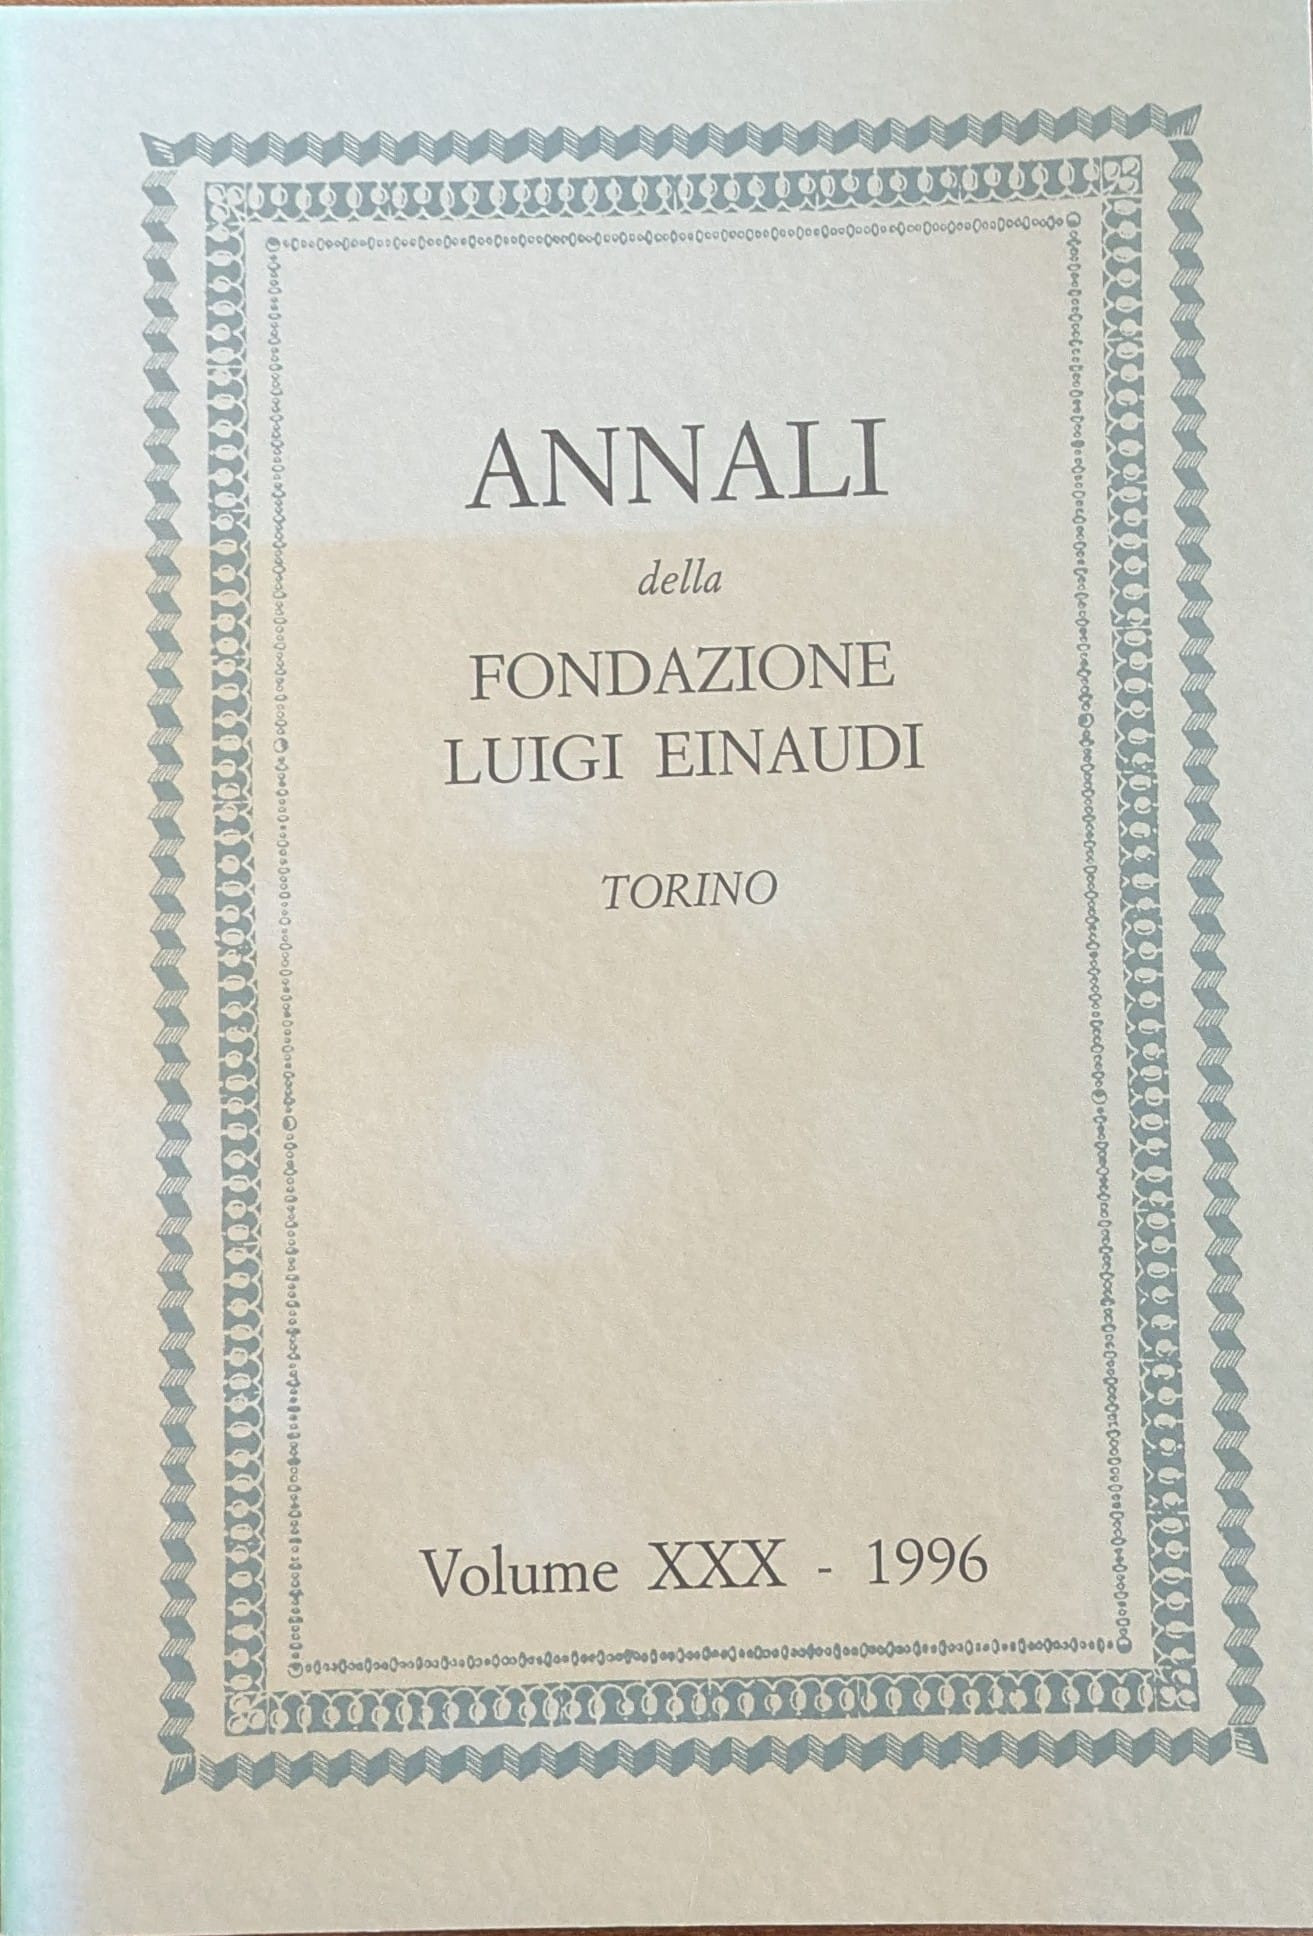 ANNALI
della
FONDAZIONE
LUIGI EINAUDI
TORINO
Volume XXX - 1996